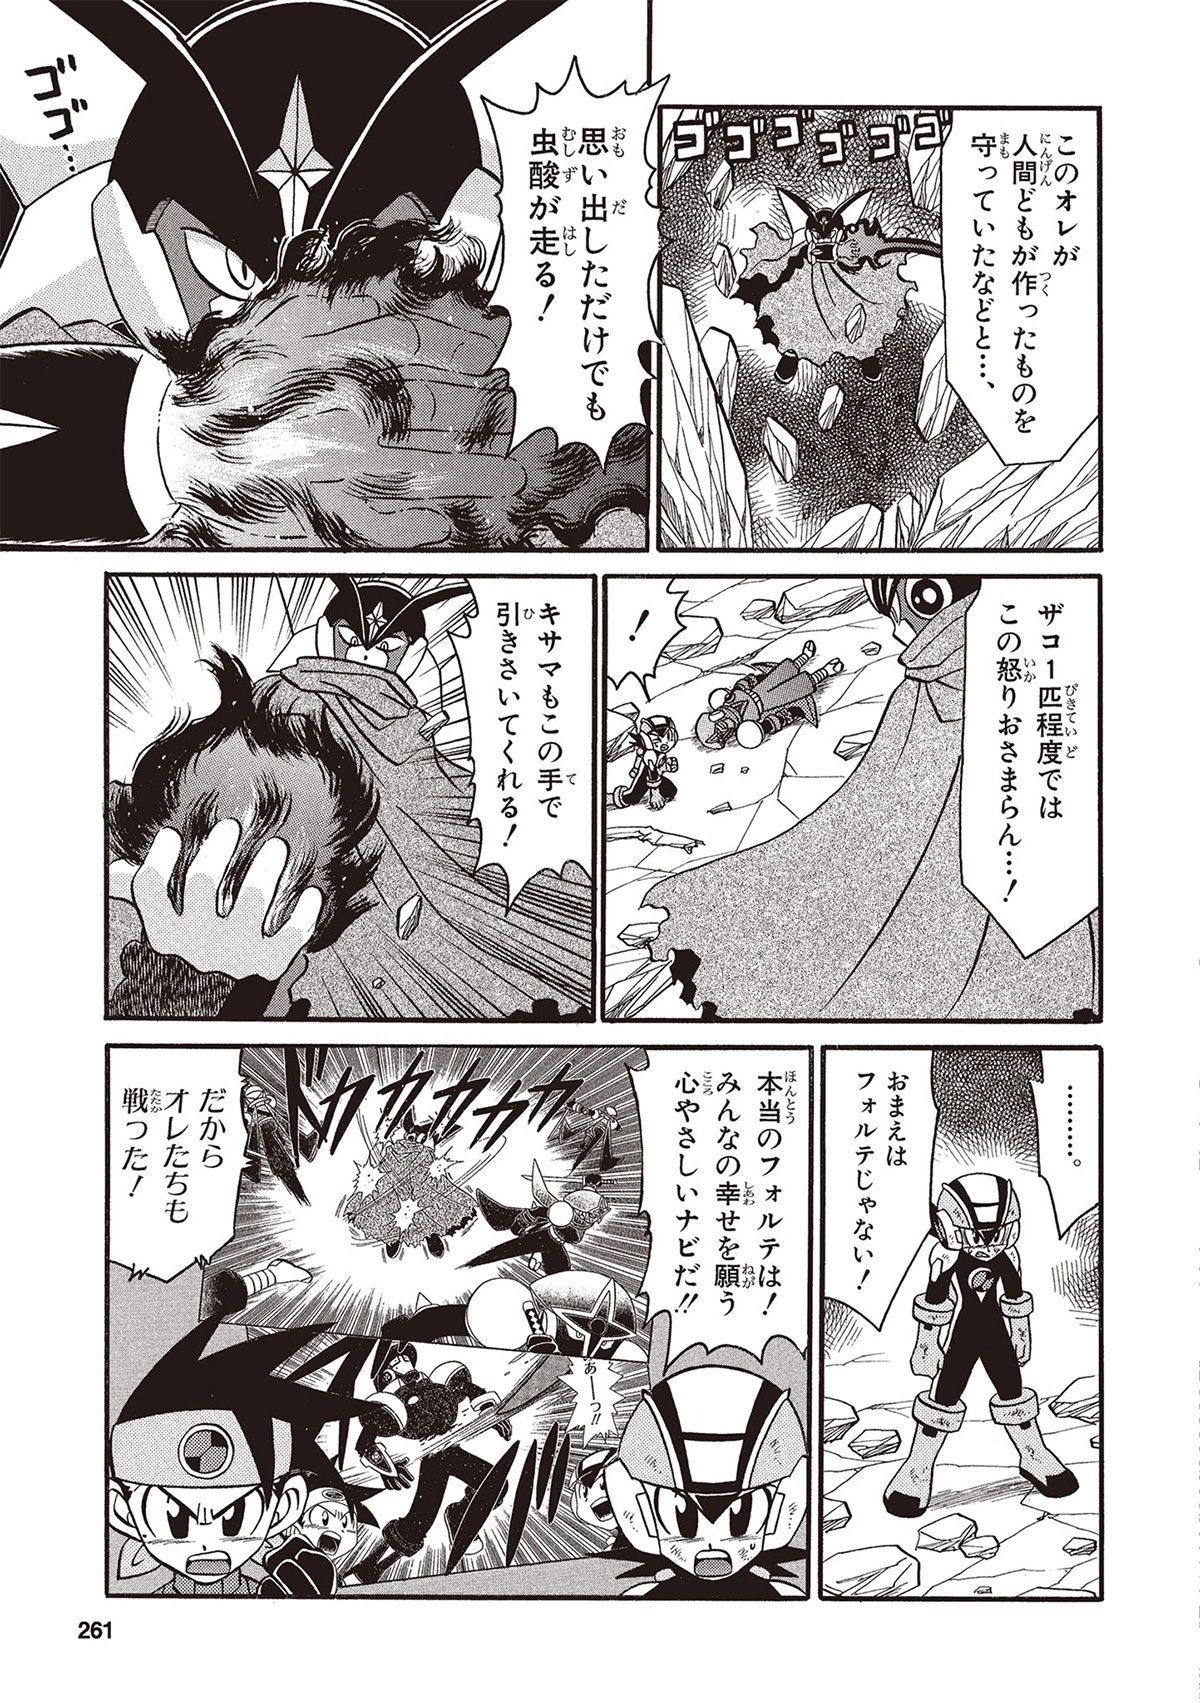 このオレが
人間どもが作ったものを
守っていたなどと…、
ゴゴゴゴゴゴ
思い出しただけでも
虫酸が走る！
ゴゴ…
ザコ1匹程度では
この怒りおさまらん…！
！
キサマもこの手で
引きさいてくれる！
………。
おまえは
フォルテじゃない！
本当のフォルテは！
みんなの幸せを願う
心やさしいナビだ!!
カカカカ
あーっ!!
だから
オレたちも
戦った！
261